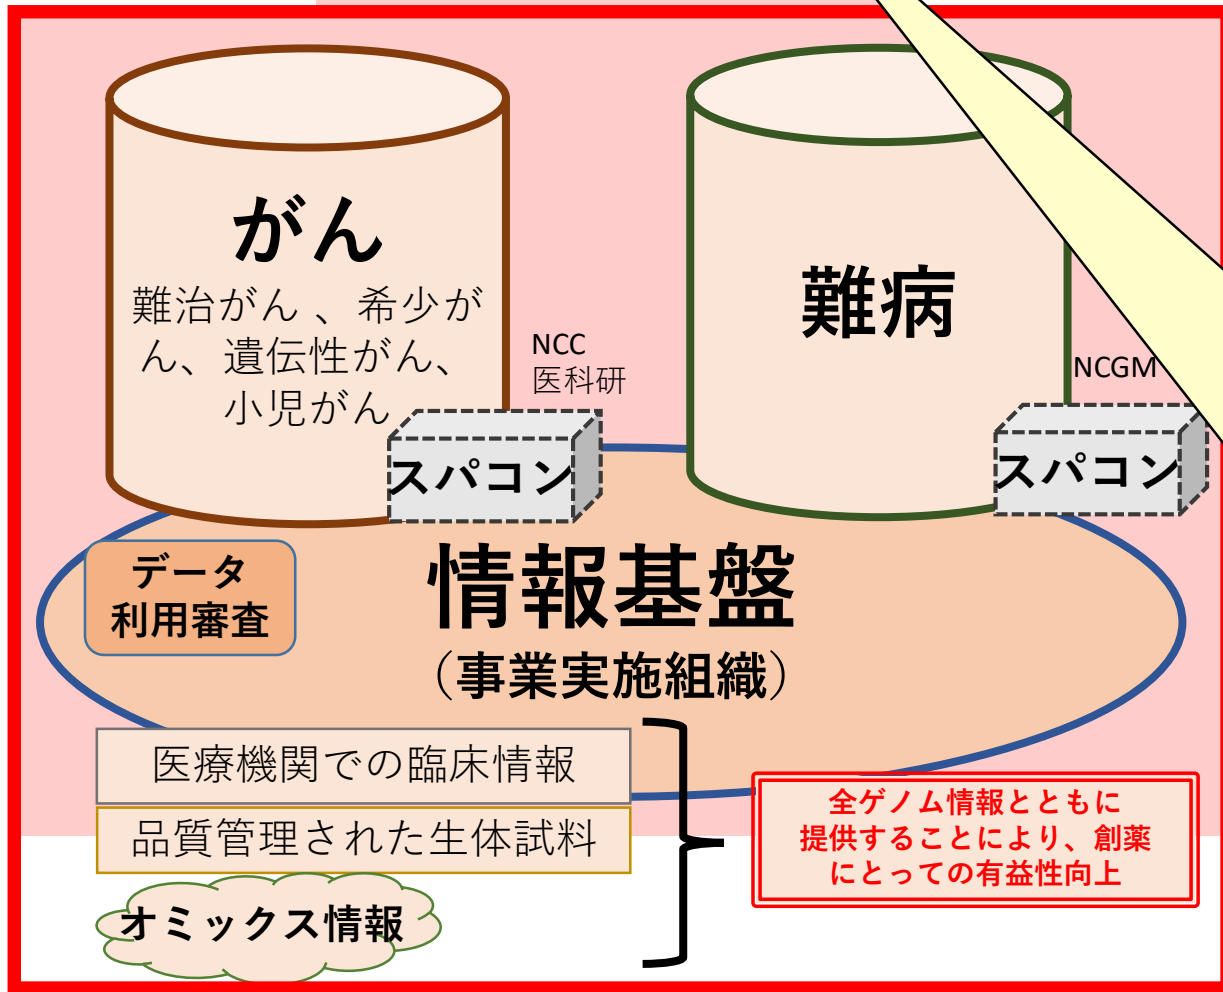 がん
難治がん 、希少が
ん、遺伝性がん、
小児がん
NCC
医科研
スパコン
難病
NCGM
スパコン
データ
利用審査
情報基盤
（事業実施組織）
医療機関での臨床情報
品質管理された生体試料
オミックス情報
全ゲノム情報とともに
提供することにより、創薬
にとっての有益性向上